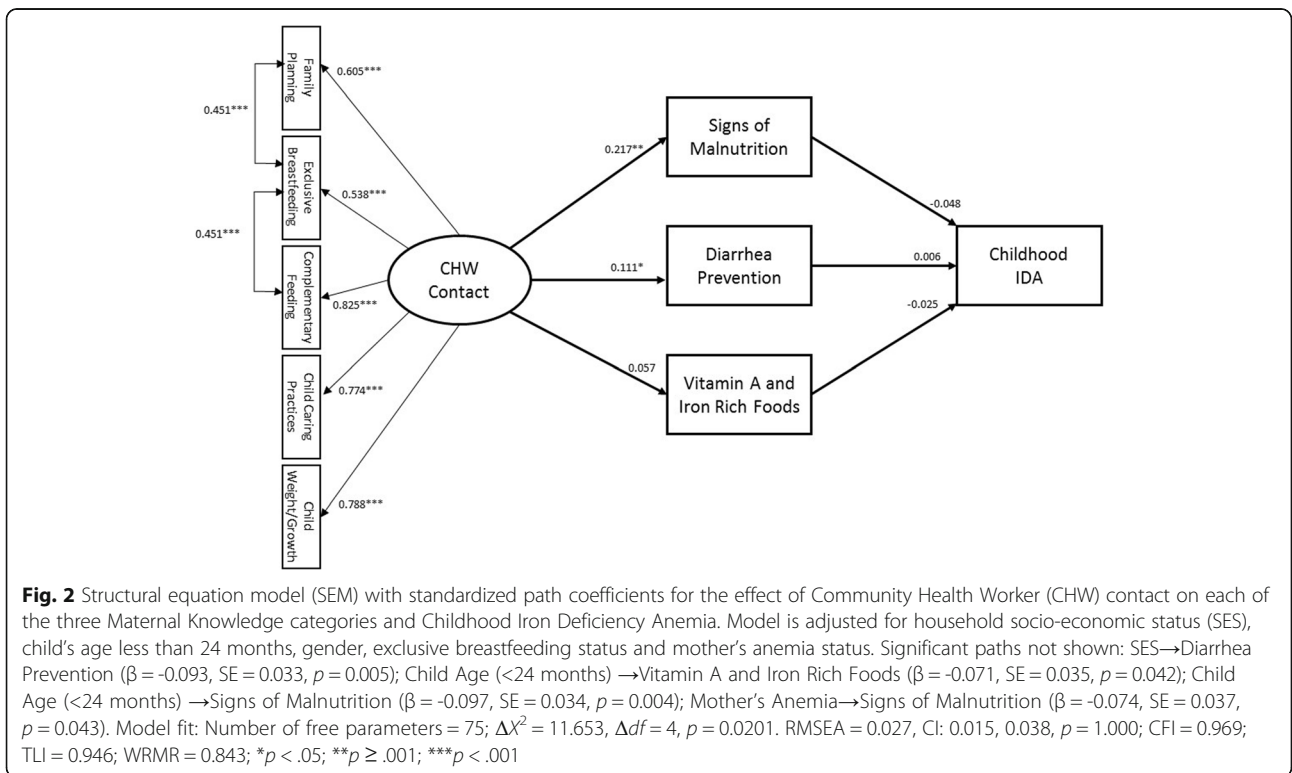 Family
Planning
0.605***
0.451***
Exclusive
Breastfeeding
0.538***
0.451***
Complementary
Feeding
0.825***
Child Caring
Practices
0.774***
Child
Weight/Growth
0.788***
CHW
Contact
0.217**
Signs of
Malnutrition
-0.048
0.111*
Diarrhea
Prevention
0.006
Childhood
IDA
0.057
Vitamin A and
Iron Rich Foods
-0.025
Fig. 2 Structural equation model (SEM) with standardized path coefficients for the effect of Community Health Worker (CHW) contact on each of
the three Maternal Knowledge categories and Childhood Iron Deficiency Anemia. Model is adjusted for household socio-economic status (SES),
child's age less than 24 months, gender, exclusive breastfeeding status and mother's anemia status. Significant paths not shown: SES→Diarrhea
Prevention (β = -0.093, SE = 0.033, p = 0.005); Child Age (<24 months) →Vitamin A and Iron Rich Foods (β = -0.071, SE = 0.035, p = 0.042); Child
Age (<24 months) →Signs of Malnutrition (β = -0.097, SE = 0.034, p = 0.004); Mother's Anemia→Signs of Malnutrition (β = -0.074, SE = 0.037,
p = 0.043). Model fit: Number of free parameters = 75; ΔX² = 11.653, Δdf = 4, p = 0.0201. RMSEA = 0.027, CI: 0.015, 0.038, p = 1.000; CFI = 0.969;
TLI = 0.946; WRMR = 0.843; *p < .05; **p ≥ .001; ***p < .001